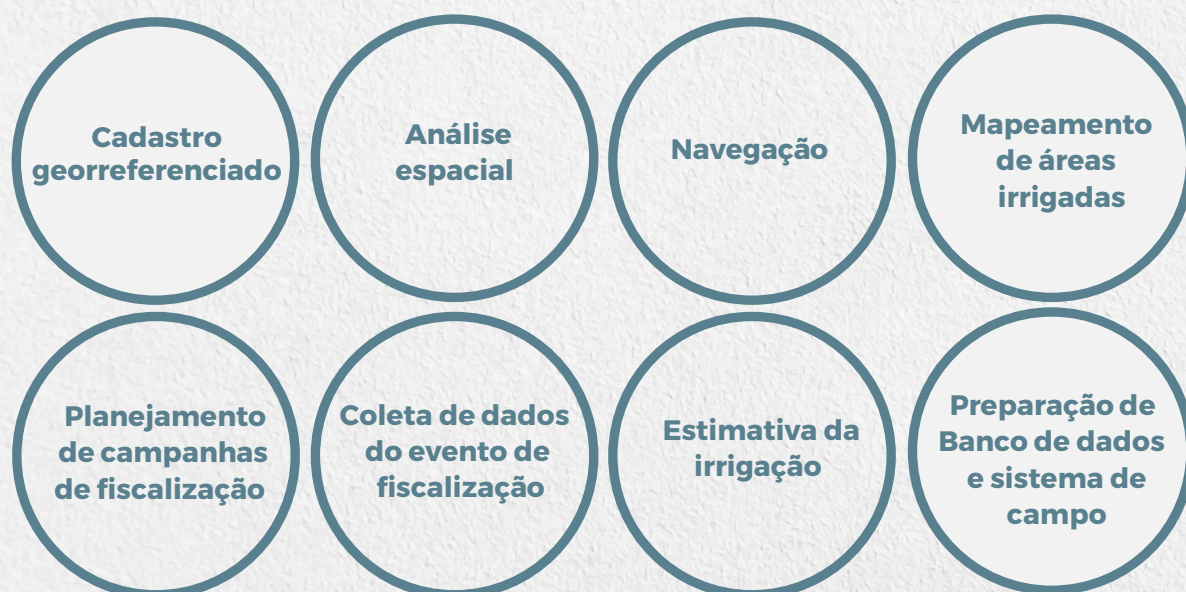 Cadastro
georreferenciado
Análise
espacial
Navegação
Mapeamento
de áreas
irrigadas
Planejamento
de campanhas
de fiscalização
Coleta de dados
do evento de
fiscalização
Estimativa da
irrigação
Preparação de
Banco de dados
e sistema de
campo